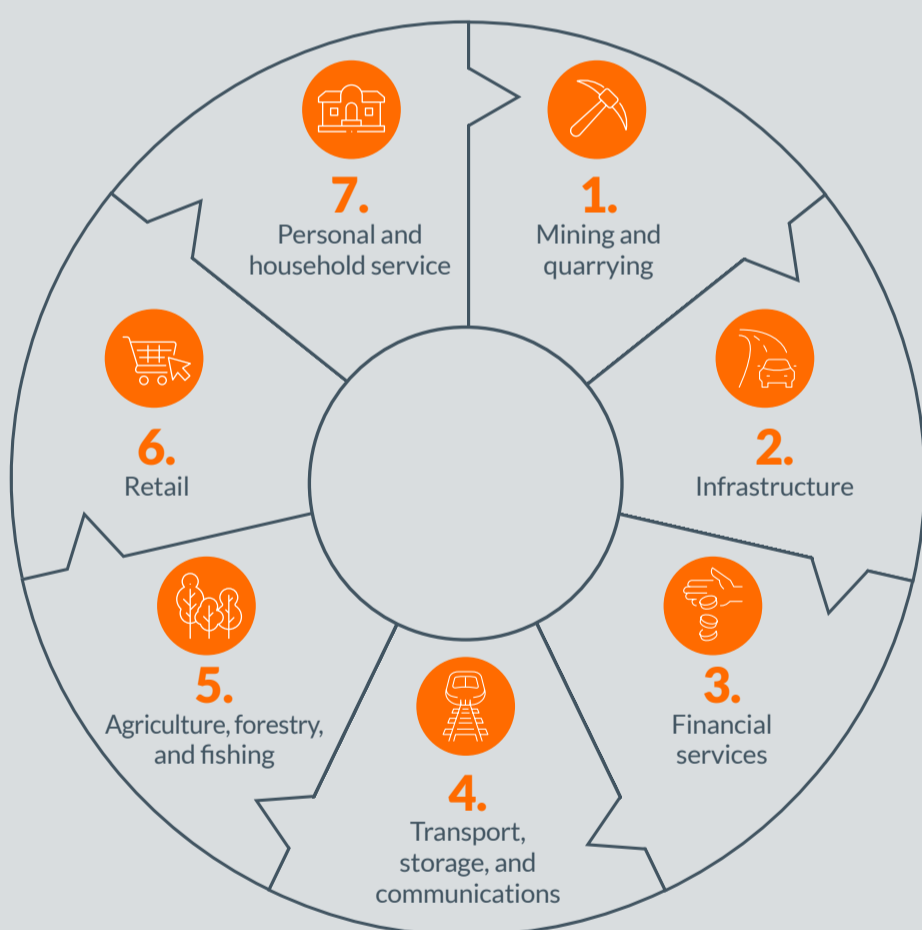 1.
Mining and
quarrying
2.
Infrastructure
3.
Financial
services
4.
Transport,
storage, and
communications
5.
Agriculture, forestry,
and fishing
6.
Retail
7.
Personal and
household service